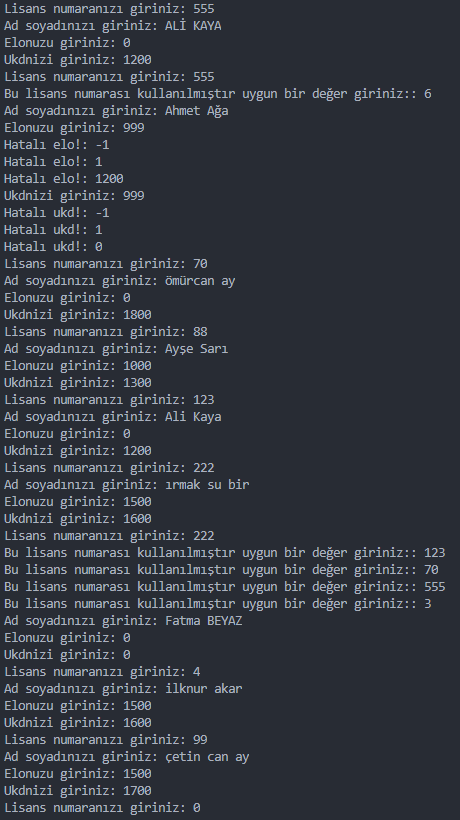 Lisans numaranızı giriniz: 555
Ad soyadınızı giriniz: ALİ KAYA
Elonuzu giriniz: 0
Ukdnizi giriniz: 1200
Lisans numaranızı giriniz: 555
Bu lisans numarası kullanılmıştır uygun bir değer giriniz:: 6
Ad soyadınızı giriniz: Ahmet Ağa
Elonuzu giriniz: 999
Hatalı elo!: -1
Hatalı elo!: 1
Hatalı elo!: 1200
Ukdnizi giriniz: 999
Hatalı ukd!: -1
Hatalı ukd!: 1
Hatalı ukd!: 0
Lisans numaranızı giriniz: 70
Ad soyadınızı giriniz: ömürcan ay
Elonuzu giriniz: 0
Ukdnizi giriniz: 1800
Lisans numaranızı giriniz: 88
Ad soyadınızı giriniz: Ayşe Sarı
Elonuzu giriniz: 1000
Ukdnizi giriniz: 1300
Lisans numaranızı giriniz: 123
Ad soyadınızı giriniz: Ali Kaya
Elonuzu giriniz: 0
Ukdnizi giriniz: 1200
Lisans numaranızı giriniz: 222
Ad soyadınızı giriniz: ırmak su bir
Elonuzu giriniz: 1500
Ukdnizi giriniz: 1600
Lisans numaranızı giriniz: 222
Bu lisans numarası kullanılmıştır uygun bir değer giriniz:: 123
Bu lisans numarası kullanılmıştır uygun bir değer giriniz:: 70
Bu lisans numarası kullanılmıştır uygun bir değer giriniz:: 555
Bu lisans numarası kullanılmıştır uygun bir değer giriniz:: 3
Ad soyadınızı giriniz: Fatma BEYAZ
Elonuzu giriniz: 0
Ukdnizi giriniz: 0
Lisans numaranızı giriniz: 4
Ad soyadınızı giriniz: ilknur akar
Elonuzu giriniz: 1500
Ukdnizi giriniz: 1600
Lisans numaranızı giriniz: 99
Ad soyadınızı giriniz: çetin can ay
Elonuzu giriniz: 1500
Ukdnizi giriniz: 1700
Lisans numaranızı giriniz: 0